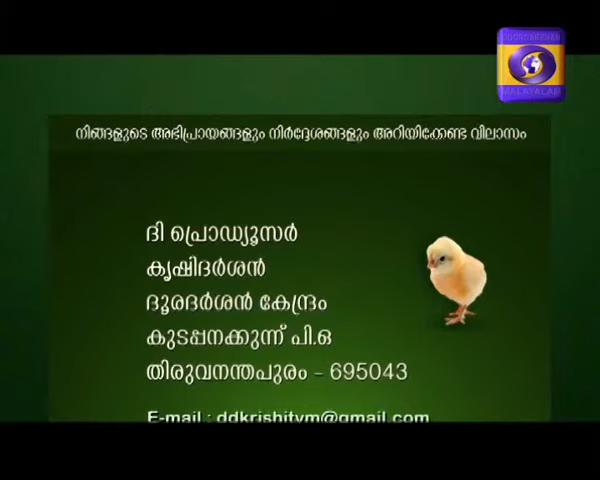 DOORDARSHAN
MALAYALAM
നിങ്ങളുടെ അഭിപ്രായങ്ങളും നിർദ്ദേശങ്ങളും അറിയിക്കേണ്ട വിലാസം
ദി പ്രൊഡ്യൂസർ
കൃഷിദർശൻ
ദൂരദർശൻ കേന്ദ്രം
കുടപ്പനക്കുന്ന് പി.ഒ
തിരുവനന്തപുരം - 695043
E-mail : ddkrishitvm@gmail.com